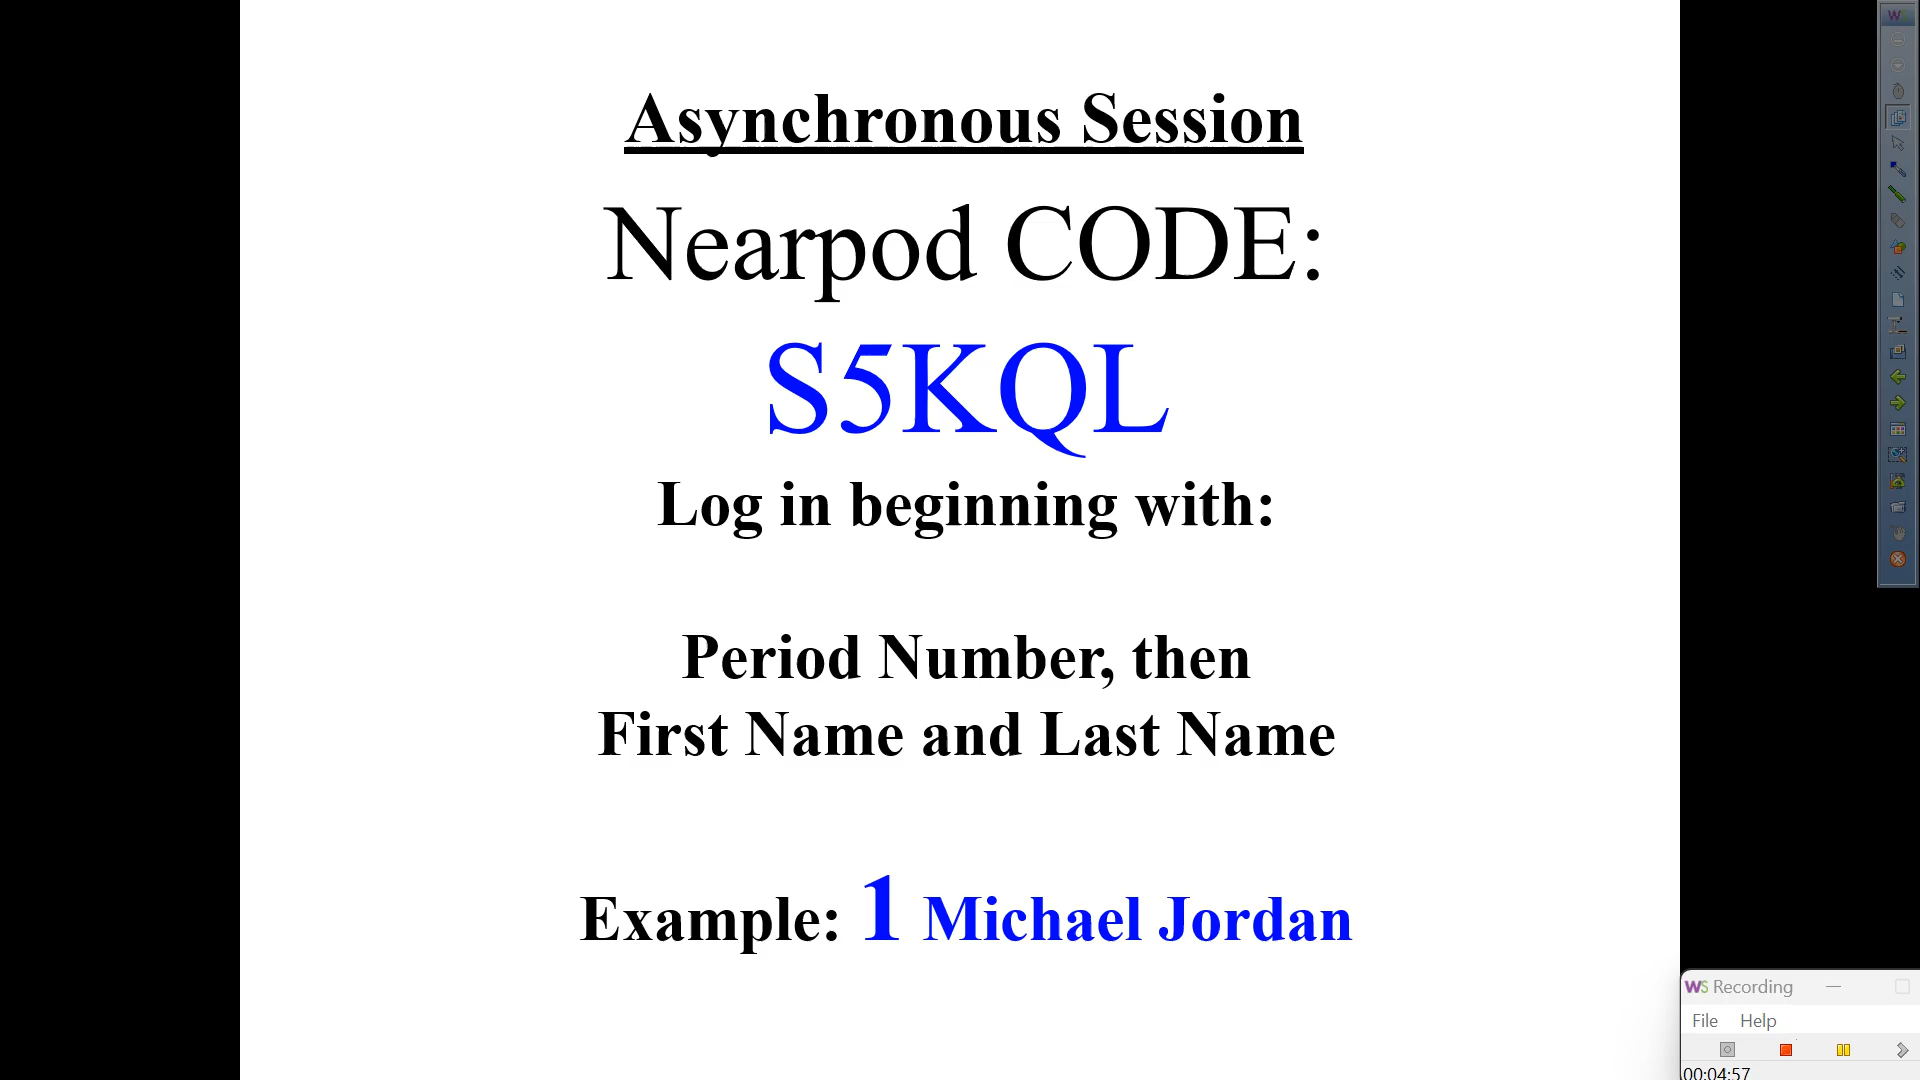 Asynchronous Session
Nearpod CODE:
S5KQL
Log in beginning with:
Period Number, then
First Name and Last Name
Example: 1 Michael Jordan
WS Recording
File Help
00:04:57